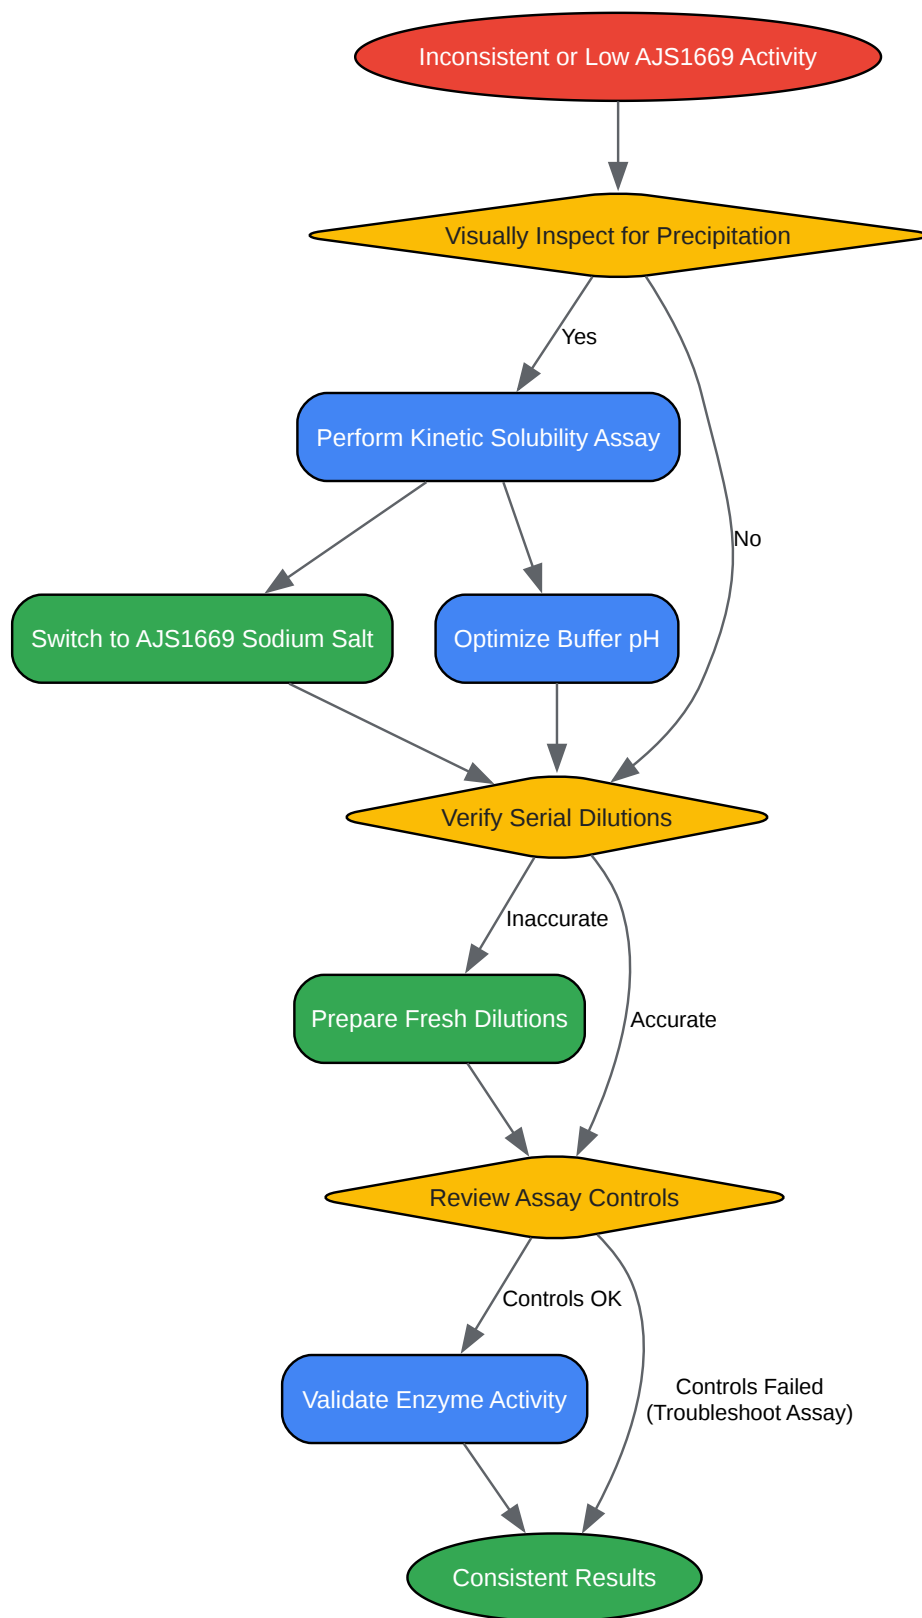 Inconsistent or Low AJS1669 Activity
Visually Inspect for Precipitation
Yes
Perform Kinetic Solubility Assay
No
Switch to AJS1669 Sodium Salt
Optimize Buffer pH
Verify Serial Dilutions
Inaccurate
Prepare Fresh Dilutions
Accurate
Review Assay Controls
Controls OK
Controls Failed
(Troubleshoot Assay)
Validate Enzyme Activity
Consistent Results